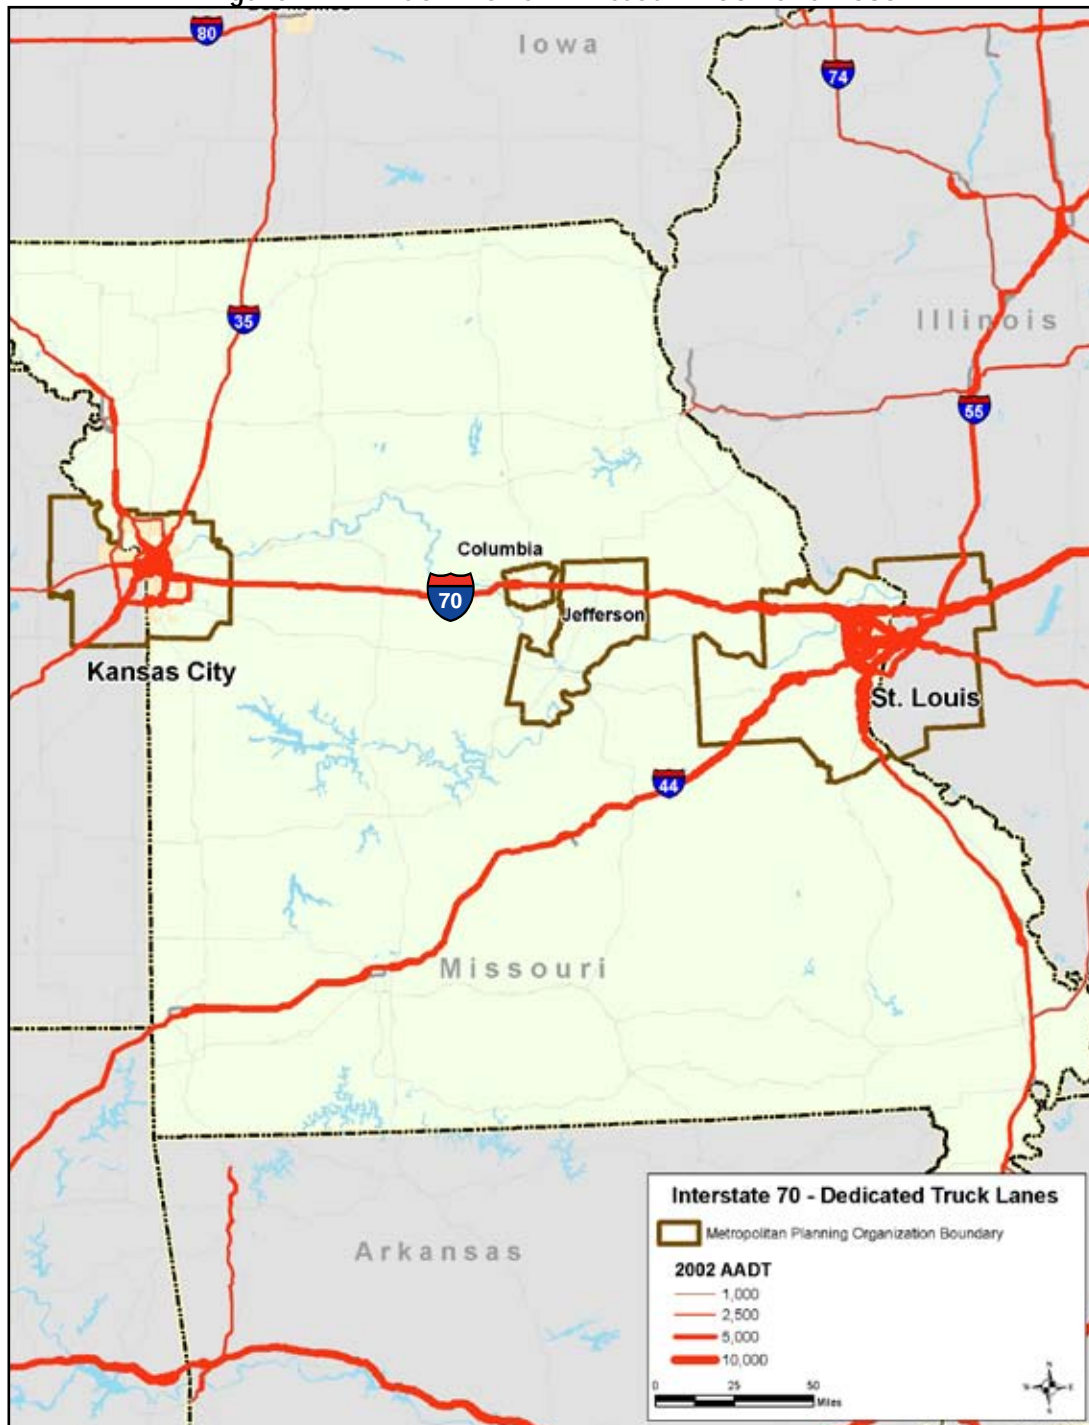 80
Iowa
74
35
Illinois
55
Columbia
70
Jefferson
Kansas City
St. Louis
44
Missouri
Arkansas
Interstate 70 - Dedicated Truck Lanes
Metropolitan Planning Organization Boundary
2002 AADT
1,000
2,500
5,000
10,000
0 25 50
Miles
N
W E
S